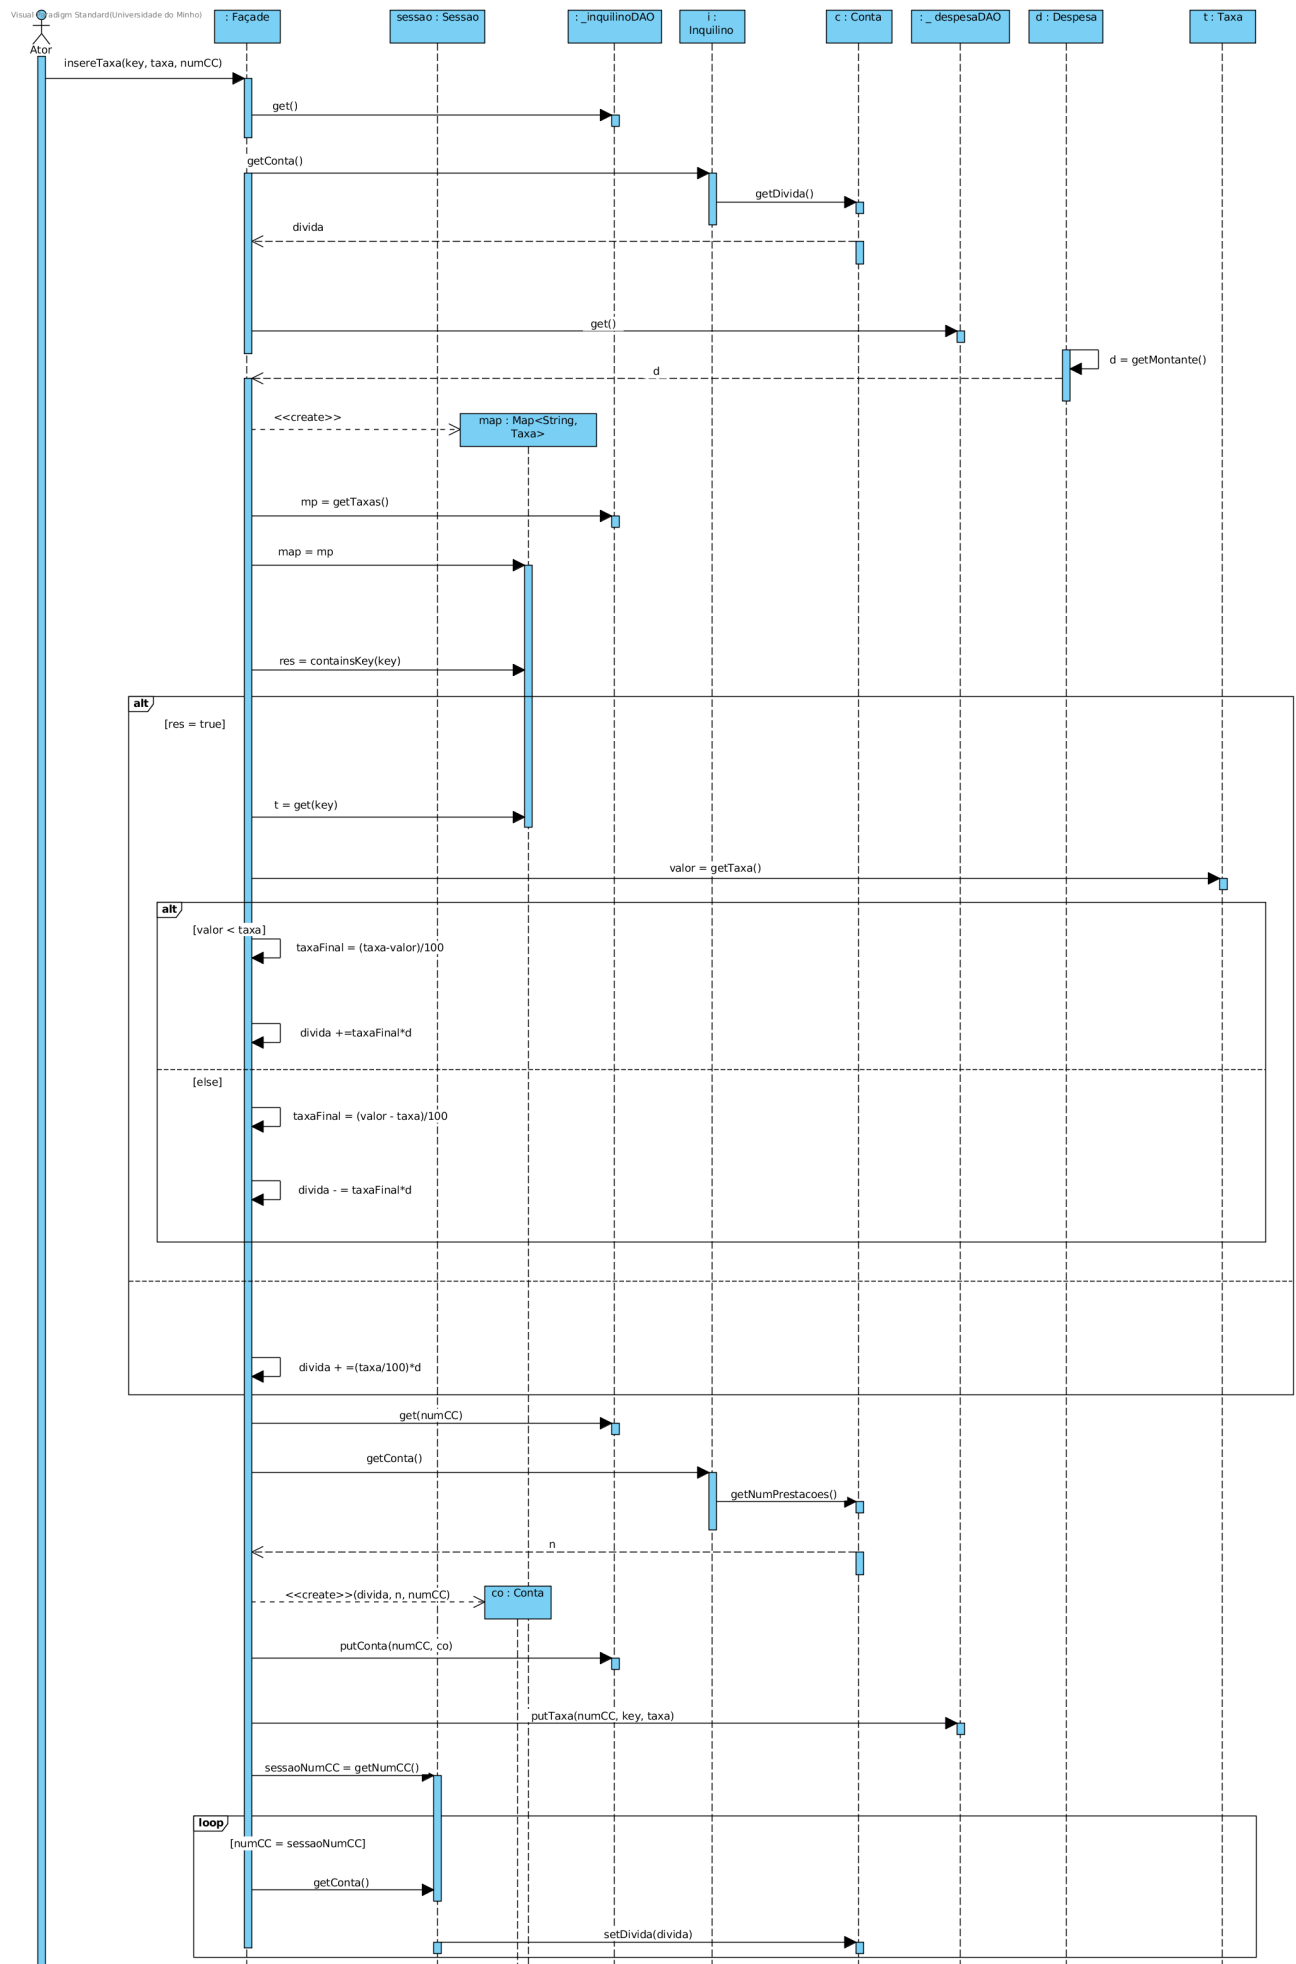 Visual Paradigm Standard(Universidade do Minho)
Ator
: Façade
sessao : Sessao
: _inquilinoDAO
i :
Inquilino
c : Conta
: _ despesaDAO
d : Despesa
t : Taxa
insereTaxa(key, taxa, numCC)
get()
getConta()
getDivida()
divida
get()
d = getMontante()
d
<<create>>
map : Map<String,
Taxa>
mp = getTaxas()
map = mp
res = containsKey(key)
alt
[res = true]
t = get(key)
valor = getTaxa()
alt
[valor < taxa]
taxaFinal = (taxa-valor)/100
divida +=taxaFinal*d
[else]
taxaFinal = (valor - taxa)/100
divida - = taxaFinal*d
divida + =(taxa/100)*d
get(numCC)
getConta()
getNumPrestacoes()
n
<<create>>(divida, n, numCC)
co : Conta
putConta(numCC, co)
putTaxa(numCC, key, taxa)
sessaoNumCC = getNumCC()
loop
[numCC = sessaoNumCC]
getConta()
setDivida(divida)